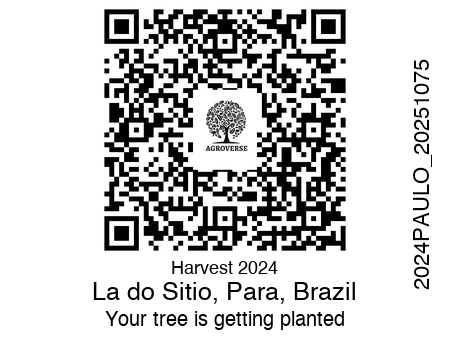 AGROVERSE
Harvest 2024
La do Sitio, Para, Brazil
Your tree is getting planted
2024PAULO_20251075